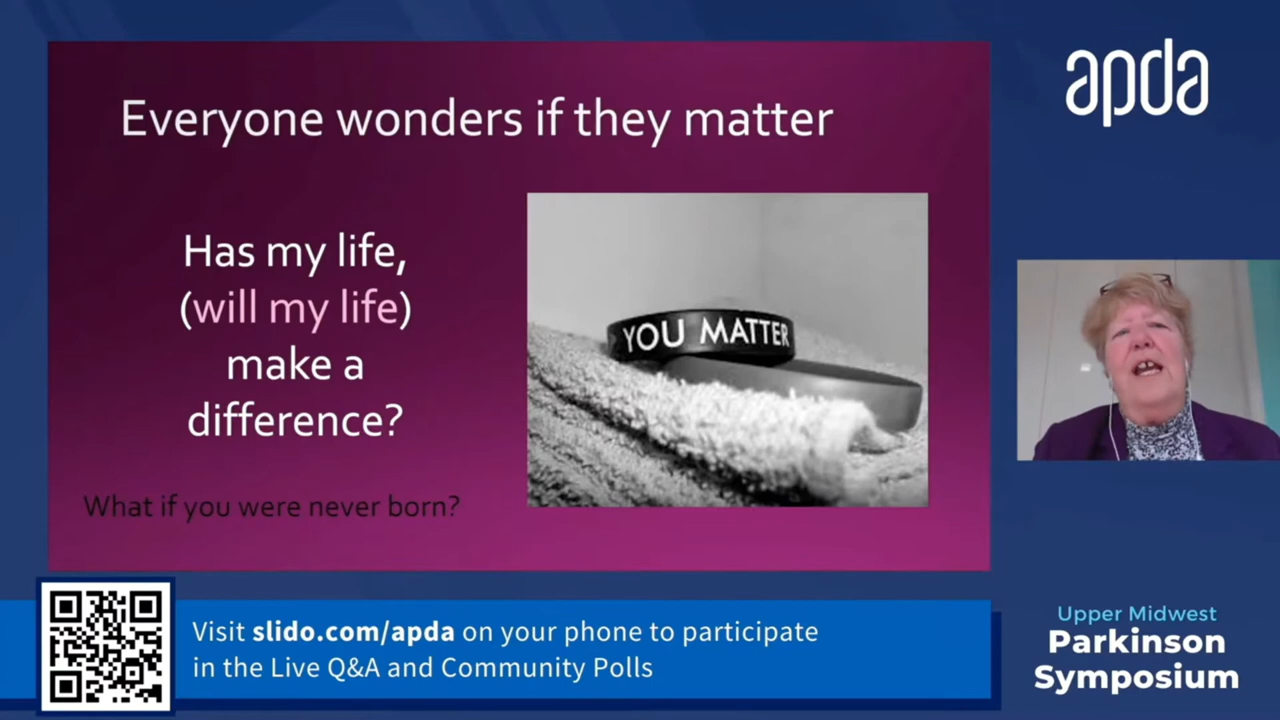 Everyone wonders if they matter
Has my life,
(will my life)
make a
difference?
What if you were never born?
YOU MATTER
apda
Visit slido.com/apda on your phone to participate
in the Live Q&A and Community Polls
Upper Midwest
Parkinson
Symposium